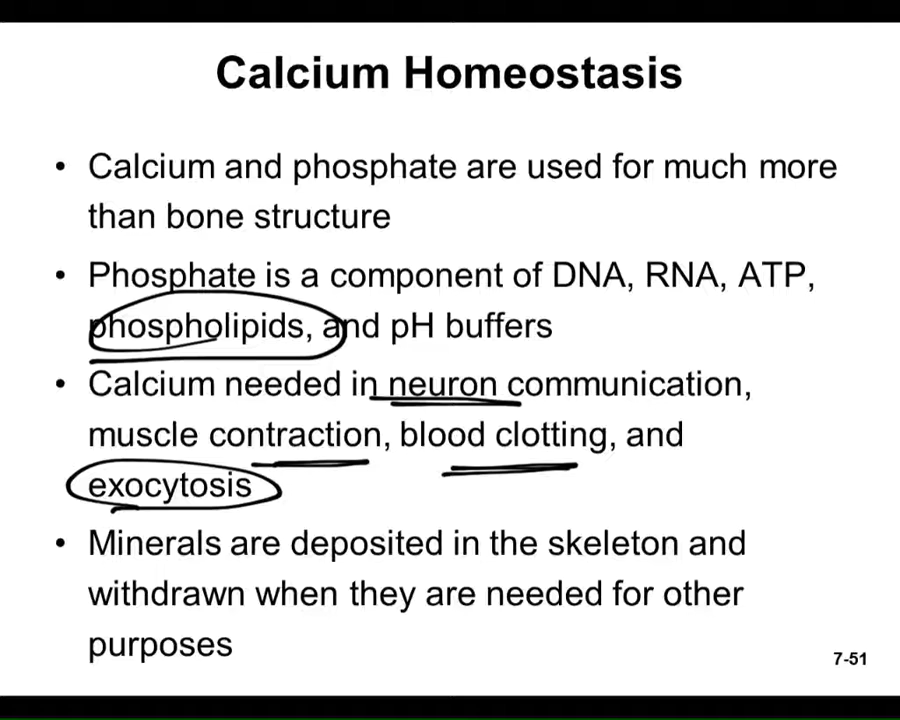 Calcium Homeostasis
• Calcium and phosphate are used for much more
than bone structure
• Phosphate is a component of DNA, RNA, ATP,
phospholipids, and pH buffers
• Calcium needed in neuron communication,
muscle contraction, blood clotting, and
exocytosis
• Minerals are deposited in the skeleton and
withdrawn when they are needed for other
purposes
7-51